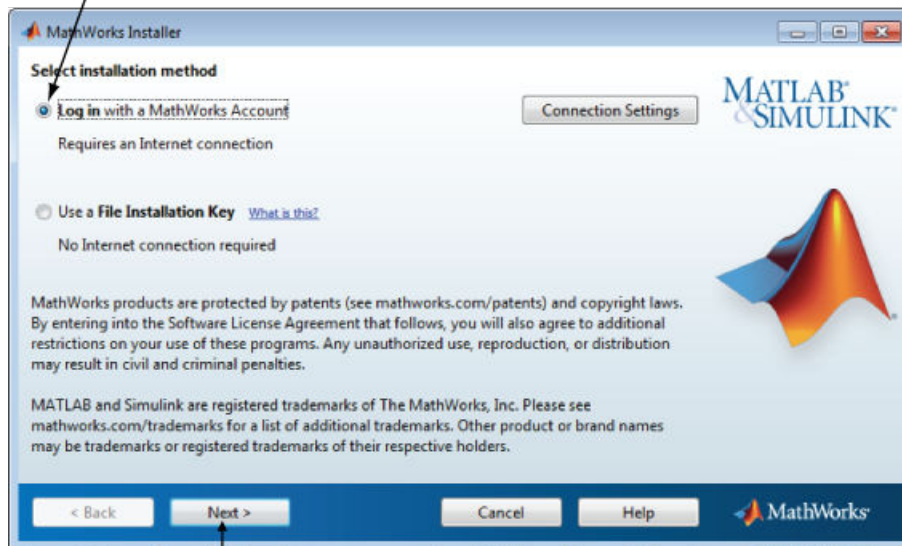 MathWorks Installer
Select installation method
Log in with a MathWorks Account
Connection Settings
MATLAB®
&SIMULINK®
Requires an Internet connection
Use a File Installation Key What is this?
No Internet connection required
MathWorks products are protected by patents (see mathworks.com/patents) and copyright laws.
By entering into the Software License Agreement that follows, you will also agree to additional
restrictions on your use of these programs. Any unauthorized use, reproduction, or distribution
may result in civil and criminal penalties.
MATLAB and Simulink are registered trademarks of The MathWorks, Inc. Please see
mathworks.com/trademarks for a list of additional trademarks. Other product or brand names
may be trademarks or registered trademarks of their respective holders.
®
< Back
Next >
Cancel
Help
MathWorks®